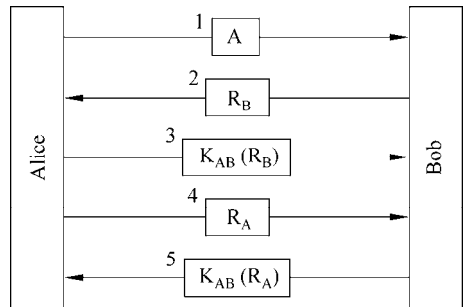 1
A
2
R_B
3
K_AB (R_B)
4
R_A
5
K_AB (R_A)
Alice
Bob